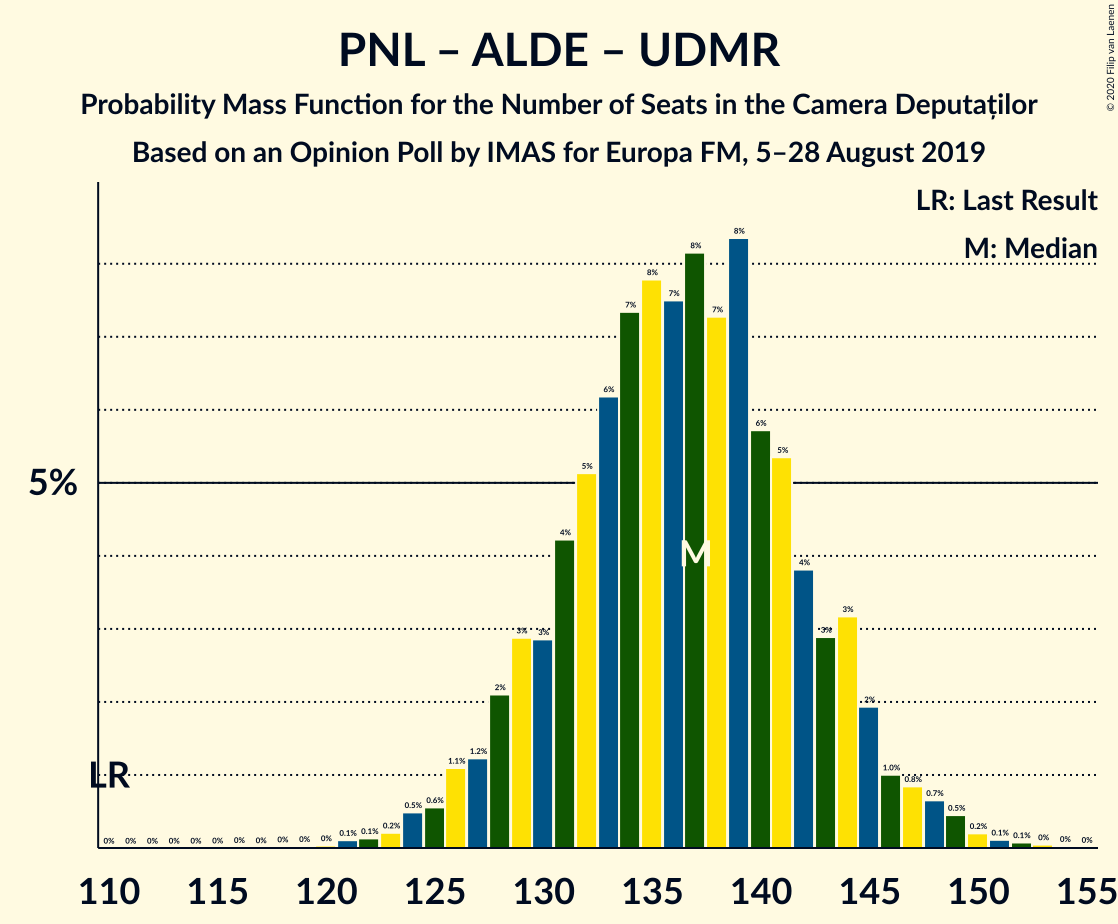 PNL – ALDE – UDMR
Probability Mass Function for the Number of Seats in the Camera Deputaților
Based on an Opinion Poll by IMAS for Europa FM, 5–28 August 2019
© 2020 Filip van Laenen
LR: Last Result
M: Median
5%
LR
M
0% 0% 0% 0% 0% 0% 0% 0% 0% 0% 0% 0.1% 0.1% 0.2% 0.5% 0.6% 1.1% 1.2% 2% 3% 3% 4% 5% 6% 7% 8% 7% 8% 7% 8% 6% 5% 4% 3% 3% 2% 1.0% 0.8% 0.7% 0.5% 0.2% 0.1% 0.1% 0% 0% 0%
110 115 120 125 130 135 140 145 150 155